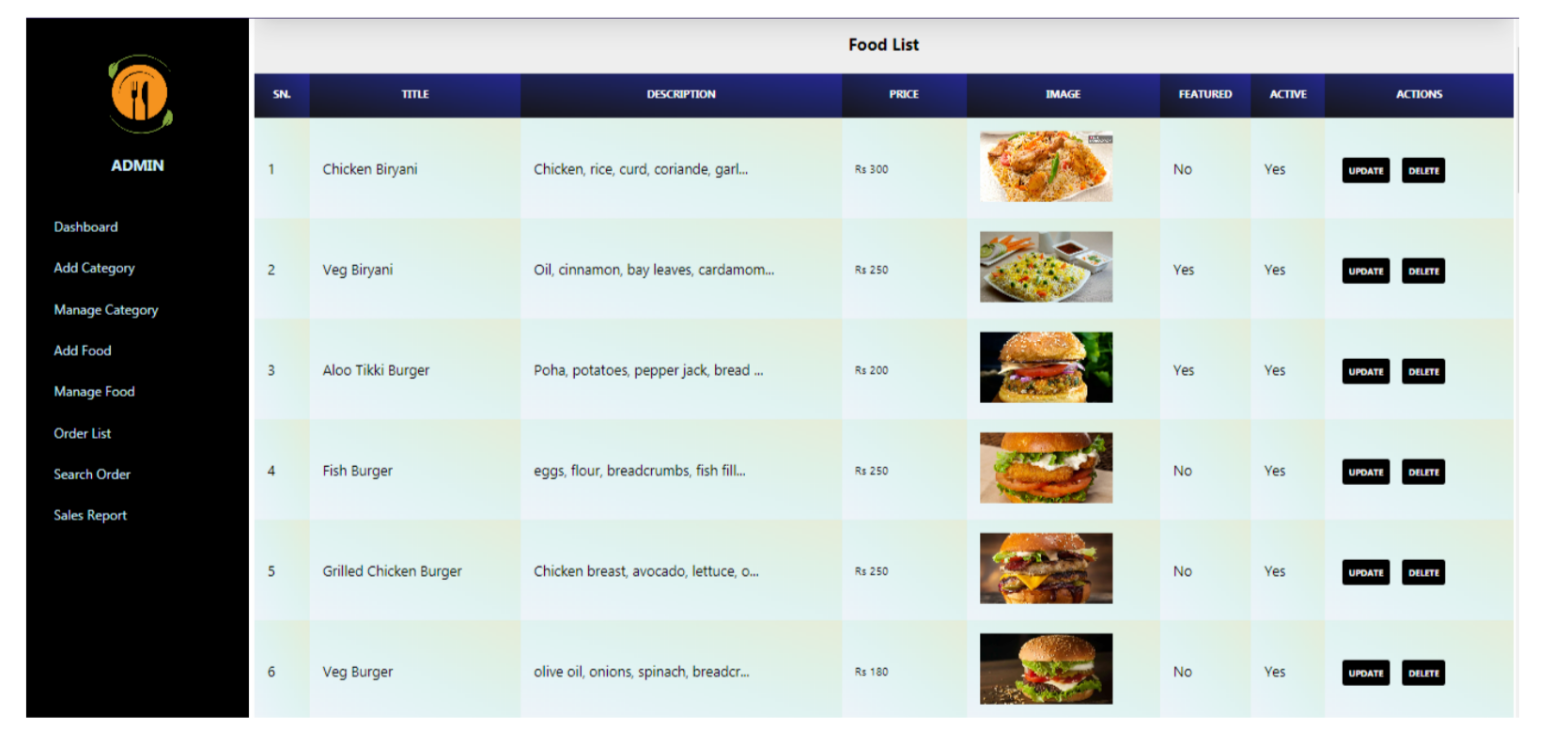 Food List
ADMIN
Dashboard
Add Category
Manage Category
Add Food
Manage Food
Order List
Search Order
Sales Report
SN. TITLE DESCRIPTION PRICE IMAGE FEATURED ACTIVE ACTIONS
1 Chicken Biryani Chicken, rice, curd, coriande, garl... Rs 300 No Yes UPDATE DELETE
2 Veg Biryani Oil, cinnamon, bay leaves, cardamom... Rs 250 Yes Yes UPDATE DELETE
3 Aloo Tikki Burger Poha, potatoes, pepper jack, bread ... Rs 200 Yes Yes UPDATE DELETE
4 Fish Burger eggs, flour, breadcrumbs, fish fill... Rs 250 No Yes UPDATE DELETE
5 Grilled Chicken Burger Chicken breast, avocado, lettuce, o... Rs 250 No Yes UPDATE DELETE
6 Veg Burger olive oil, onions, spinach, breadcr... Rs 180 No Yes UPDATE DELETE